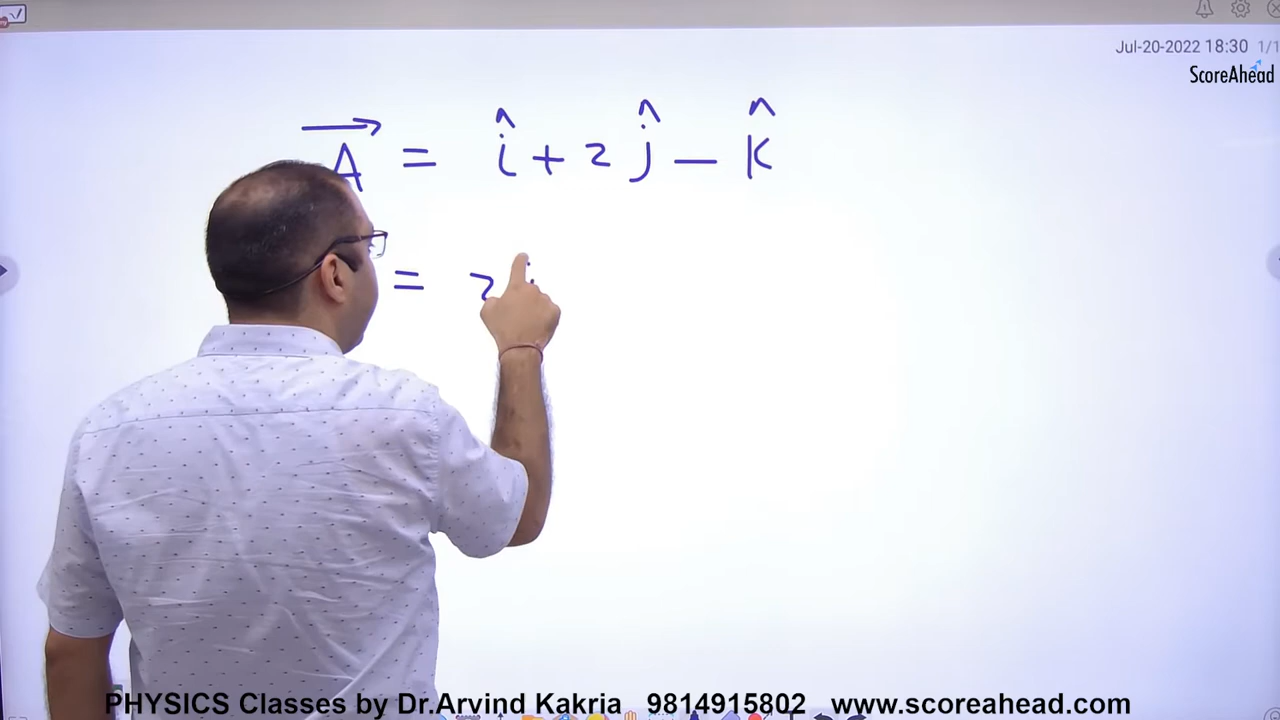 Jul-20-2022 18:30 1/1
ScoreAhead
A = î + 2ĵ − k̂
= 2
PHYSICS Classes by Dr.Arvind Kakria 9814915802 www.scoreahead.com